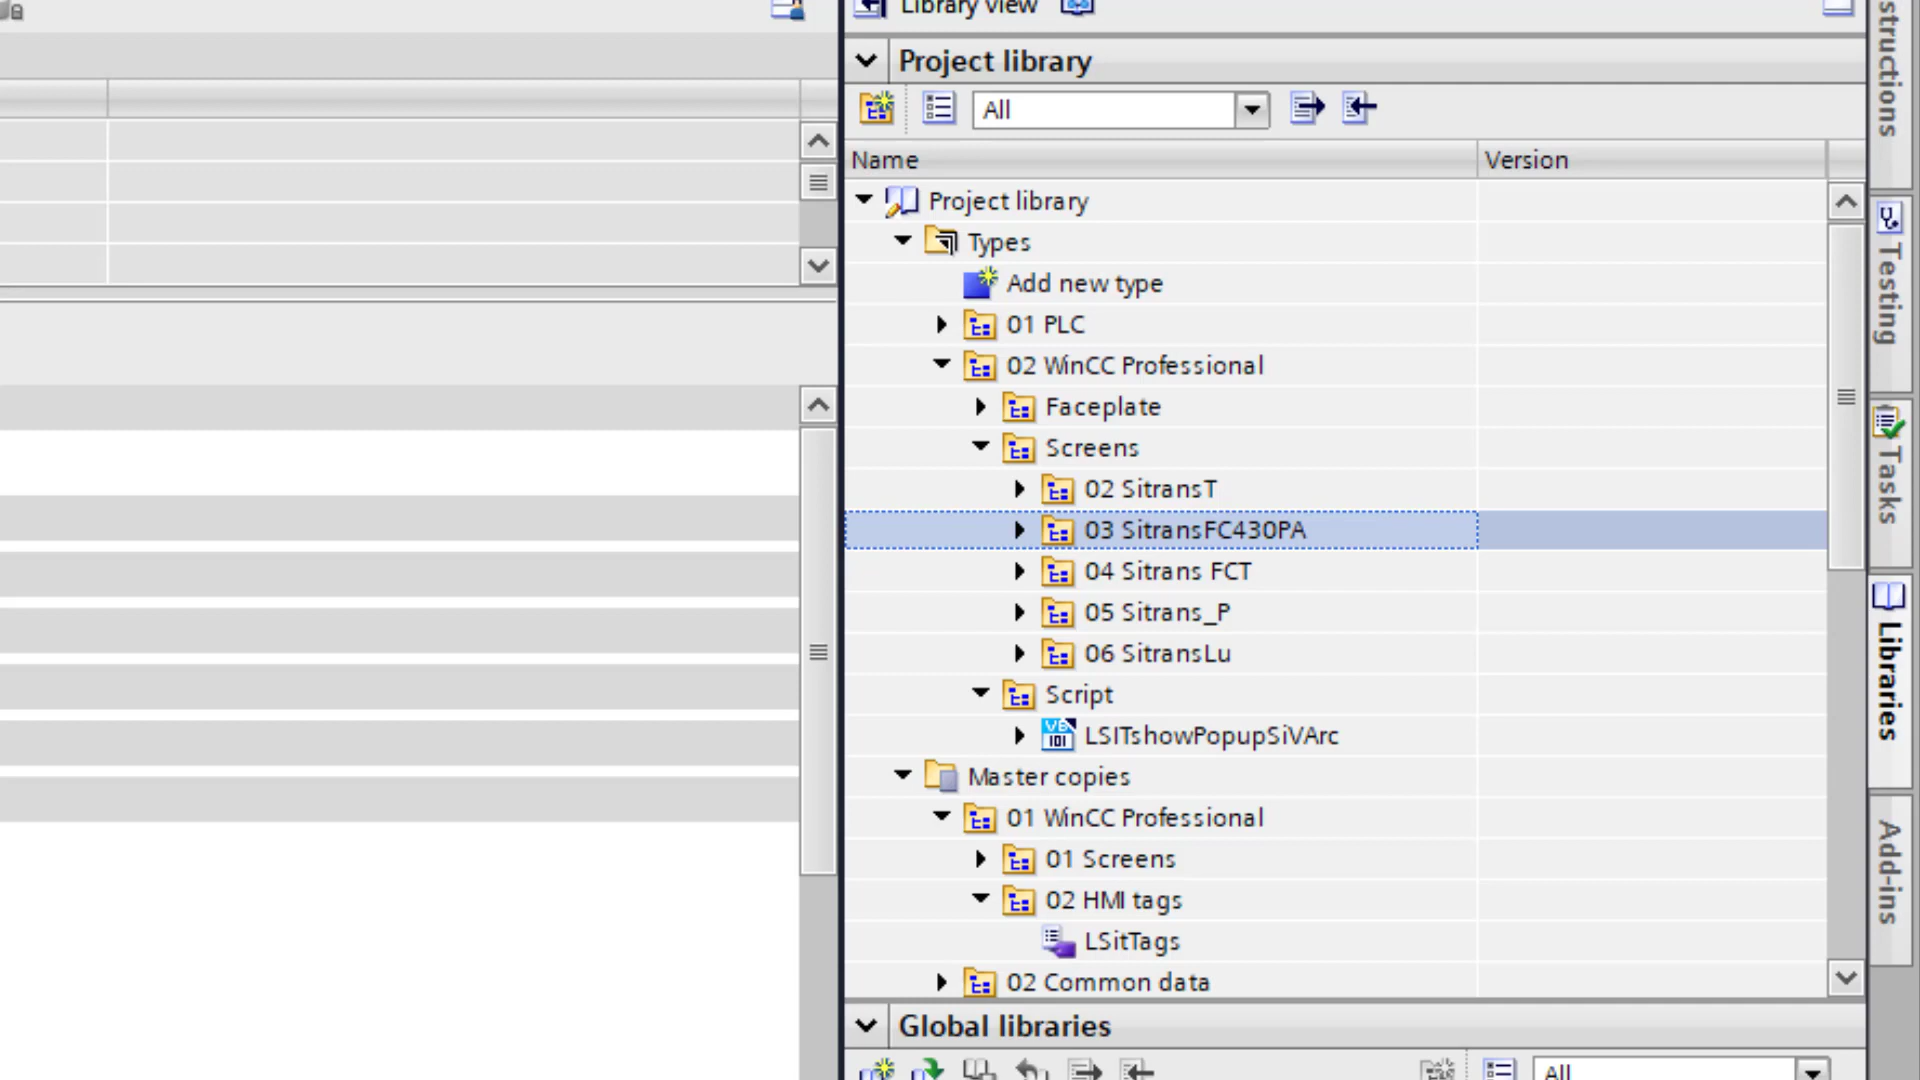 Library view
Project library
All
Name
Version
Project library
Types
Add new type
01 PLC
02 WinCC Professional
Faceplate
Screens
02 SitransT
03 SitransFC430PA
04 Sitrans FCT
05 Sitrans_P
06 SitransLu
Script
LSITshowPopupSiVArc
Master copies
01 WinCC Professional
01 Screens
02 HMI tags
LSitTags
02 Common data
Global libraries
All
structions
Testing
Tasks
Libraries
Add-ins